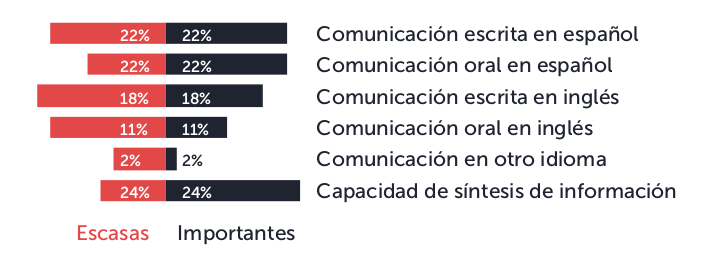 22% 22% Comunicación escrita en español
22% 22% Comunicación oral en español
18% 18% Comunicación escrita en inglés
11% 11% Comunicación oral en inglés
2% 2% Comunicación en otro idioma
24% 24% Capacidad de síntesis de información
Escasas Importantes